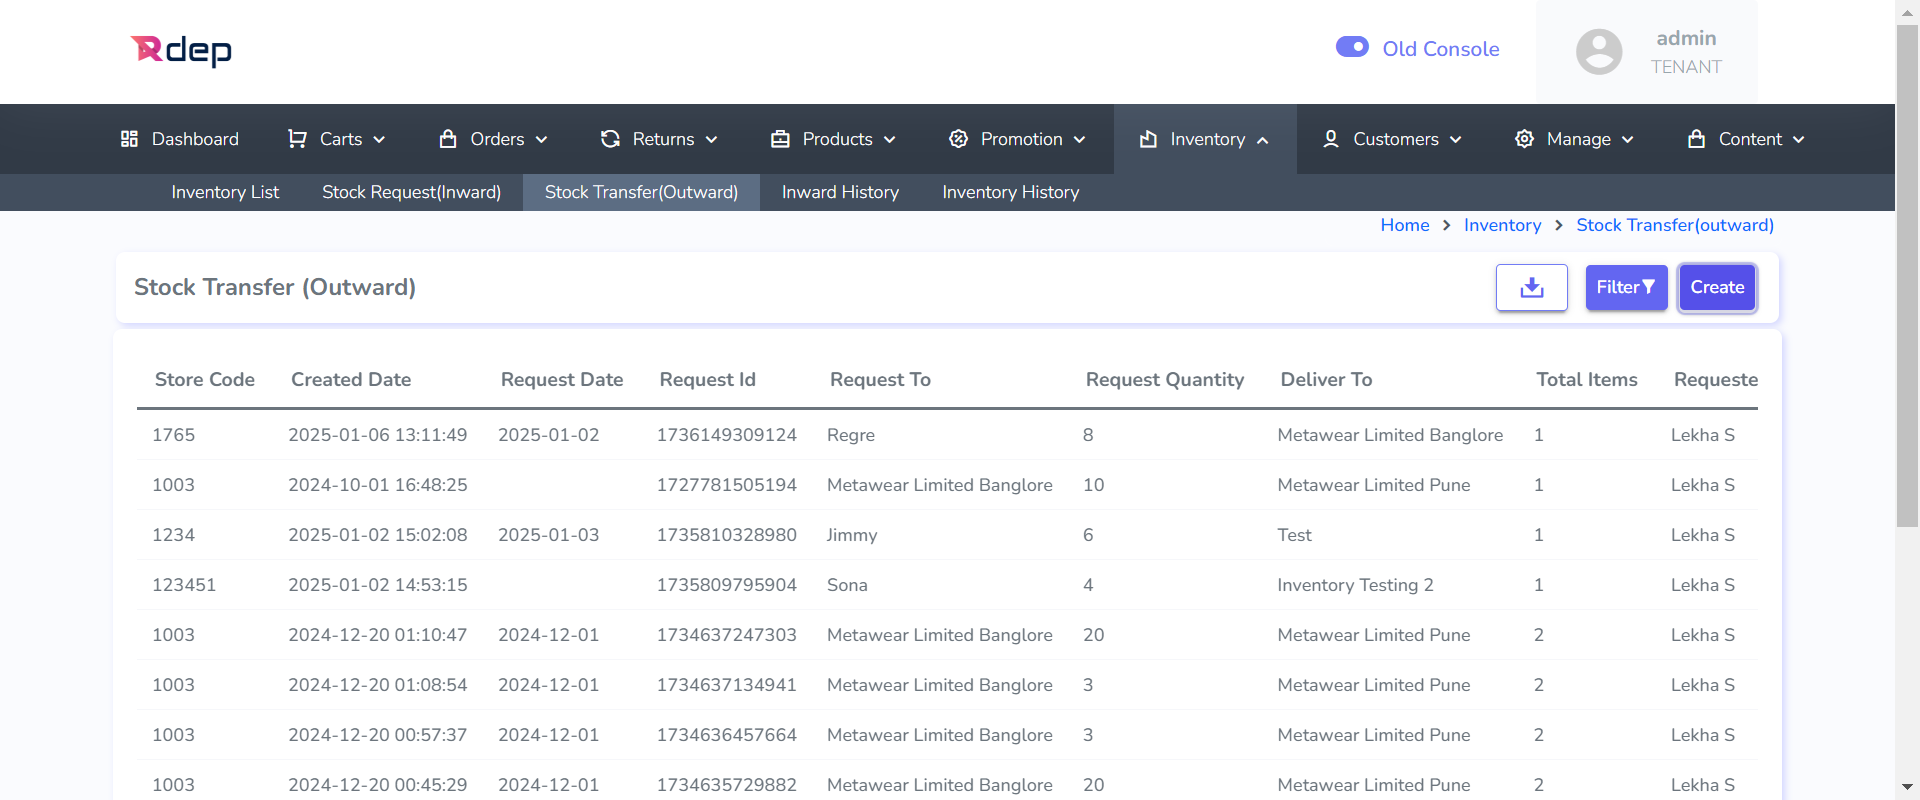 Rdep
Old Console
admin
TENANT
Dashboard Carts Orders Returns Products Promotion Inventory Customers Manage Content
Inventory List Stock Request(Inward) Stock Transfer(Outward) Inward History Inventory History
Home > Inventory > Stock Transfer(outward)
Stock Transfer (Outward) Filter Create
Store Code Created Date Request Date Request Id Request To Request Quantity Deliver To Total Items Requeste
1765 2025-01-06 13:11:49 2025-01-02 1736149309124 Regre 8 Metawear Limited Banglore 1 Lekha S
1003 2024-10-01 16:48:25 1727781505194 Metawear Limited Banglore 10 Metawear Limited Pune 1 Lekha S
1234 2025-01-02 15:02:08 2025-01-03 1735810328980 Jimmy 6 Test 1 Lekha S
123451 2025-01-02 14:53:15 1735809795904 Sona 4 Inventory Testing 2 1 Lekha S
1003 2024-12-20 01:10:47 2024-12-01 1734637247303 Metawear Limited Banglore 20 Metawear Limited Pune 2 Lekha S
1003 2024-12-20 01:08:54 2024-12-01 1734637134941 Metawear Limited Banglore 3 Metawear Limited Pune 2 Lekha S
1003 2024-12-20 00:57:37 2024-12-01 1734636457664 Metawear Limited Banglore 3 Metawear Limited Pune 2 Lekha S
1003 2024-12-20 00:45:29 2024-12-01 1734635729882 Metawear Limited Banglore 20 Metawear Limited Pune 2 Lekha S